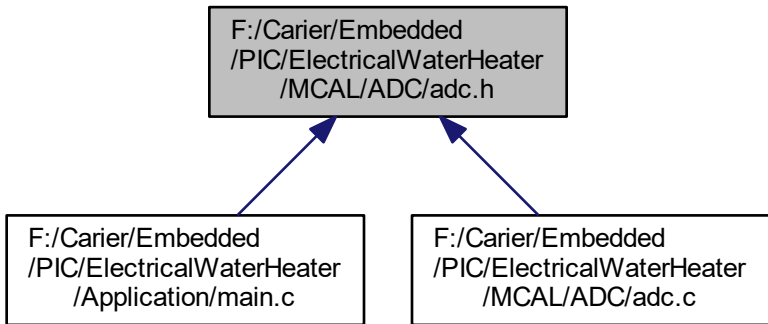 F:/Carier/Embedded
/PIC/ElectricalWaterHeater
/MCAL/ADC/adc.h
F:/Carier/Embedded
/PIC/ElectricalWaterHeater
/Application/main.c
F:/Carier/Embedded
/PIC/ElectricalWaterHeater
/MCAL/ADC/adc.c